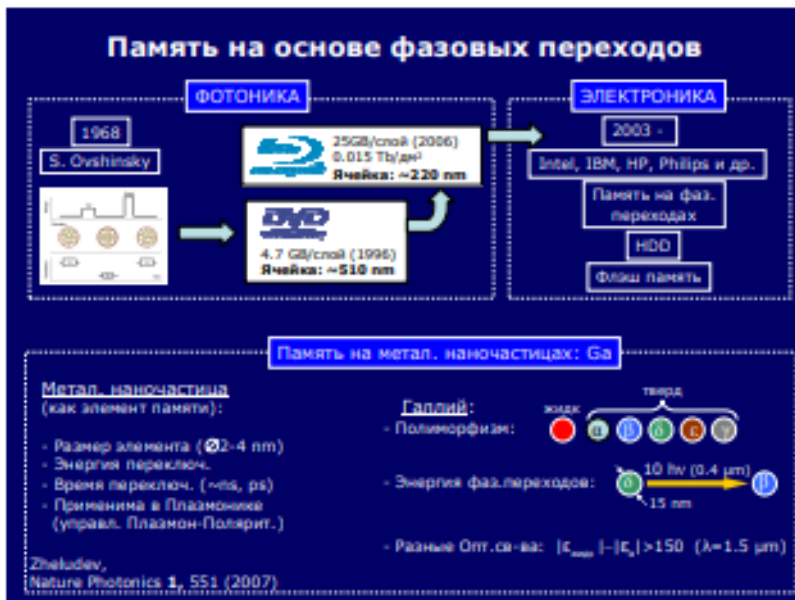 Память на основе фазовых переходов
ФОТОНИКА
1968
S. Ovshinsky
25GB/слой (2006)
0.015 Tb/дм²
Ячейка: ~220 nm
DVD
4.7 GB/слой (1996)
Ячейка: ~510 nm
ЭЛЕКТРОНИКА
2003 -
Intel, IBM, HP, Philips и др.
Память на фаз.
переходах
HDD
Флэш память
Память на метал. наночастицах: Ga
Метал. наночастица
(как элемент памяти):
- Размер элемента (Ø2-4 nm)
- Энергия переключ.
- Время переключ. (~ns, ps)
- Применима в Плазмонике
(управл. Плазмон-Полярит.)
Zheludev,
Nature Photonics 1, 551 (2007)
Галлий:
жидк
тверд
- Полиморфизм:
α β δ ε γ
- Энергия фаз.переходов:
δ
10 hν (0.4 μm)
β
15 nm
- Разные Опт.св-ва: |ε |-|ε |>150 (λ=1.5 μm)